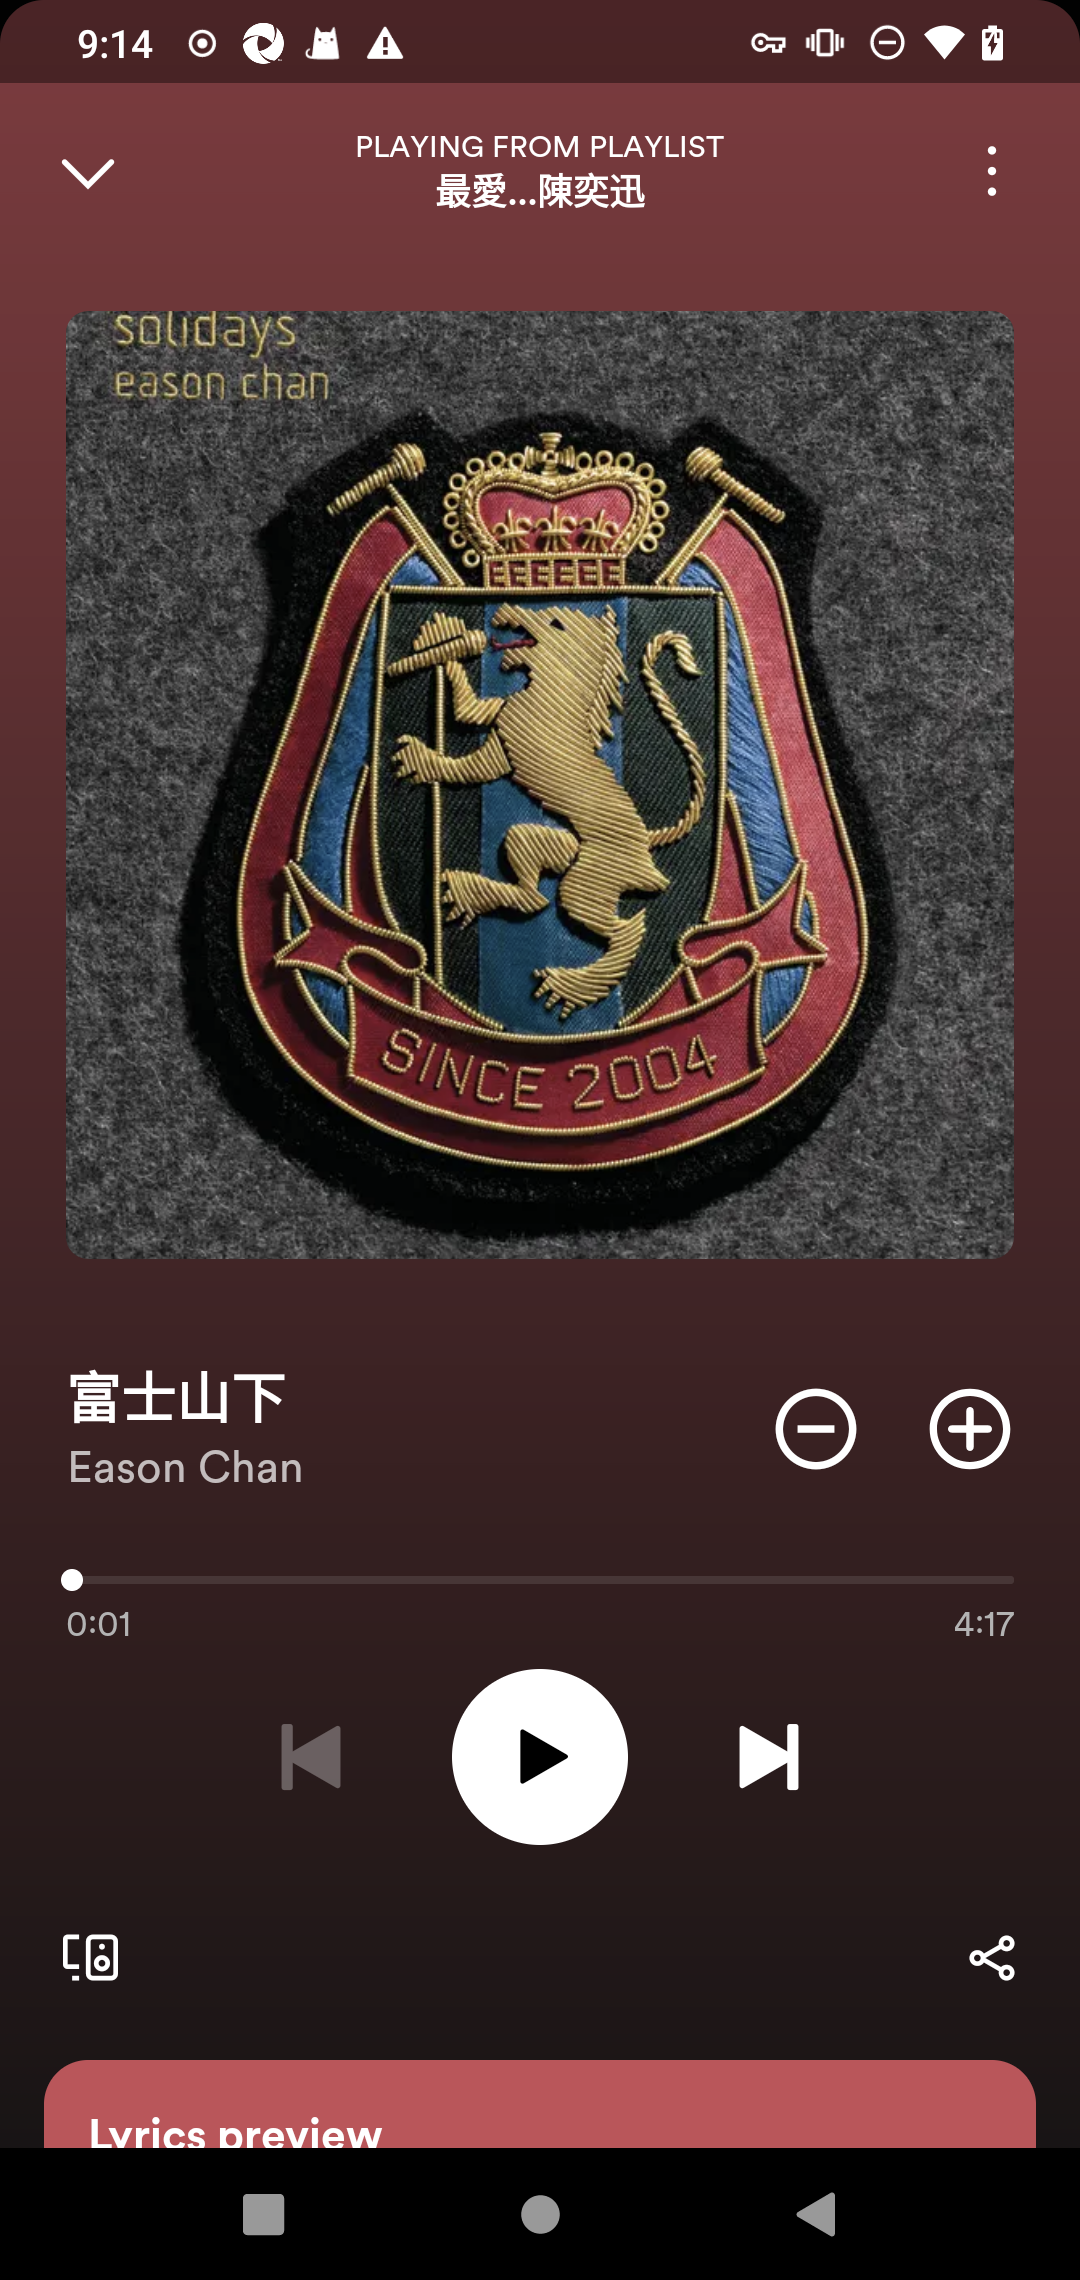 9:14
PLAYING FROM PLAYLIST
最愛...陳奕迅
solidays
eason chan
EEEEEE
SINCE 2004
富士山下
Eason Chan
0:01
4:17
Lyrics preview